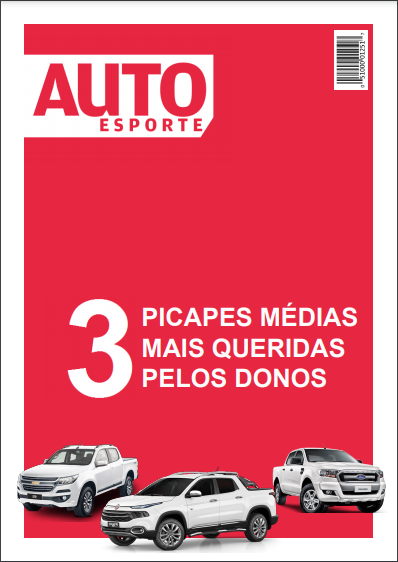 AUTO
ESPORTE
3
PICAPES MÉDIAS
MAIS QUERIDAS
PELOS DONOS